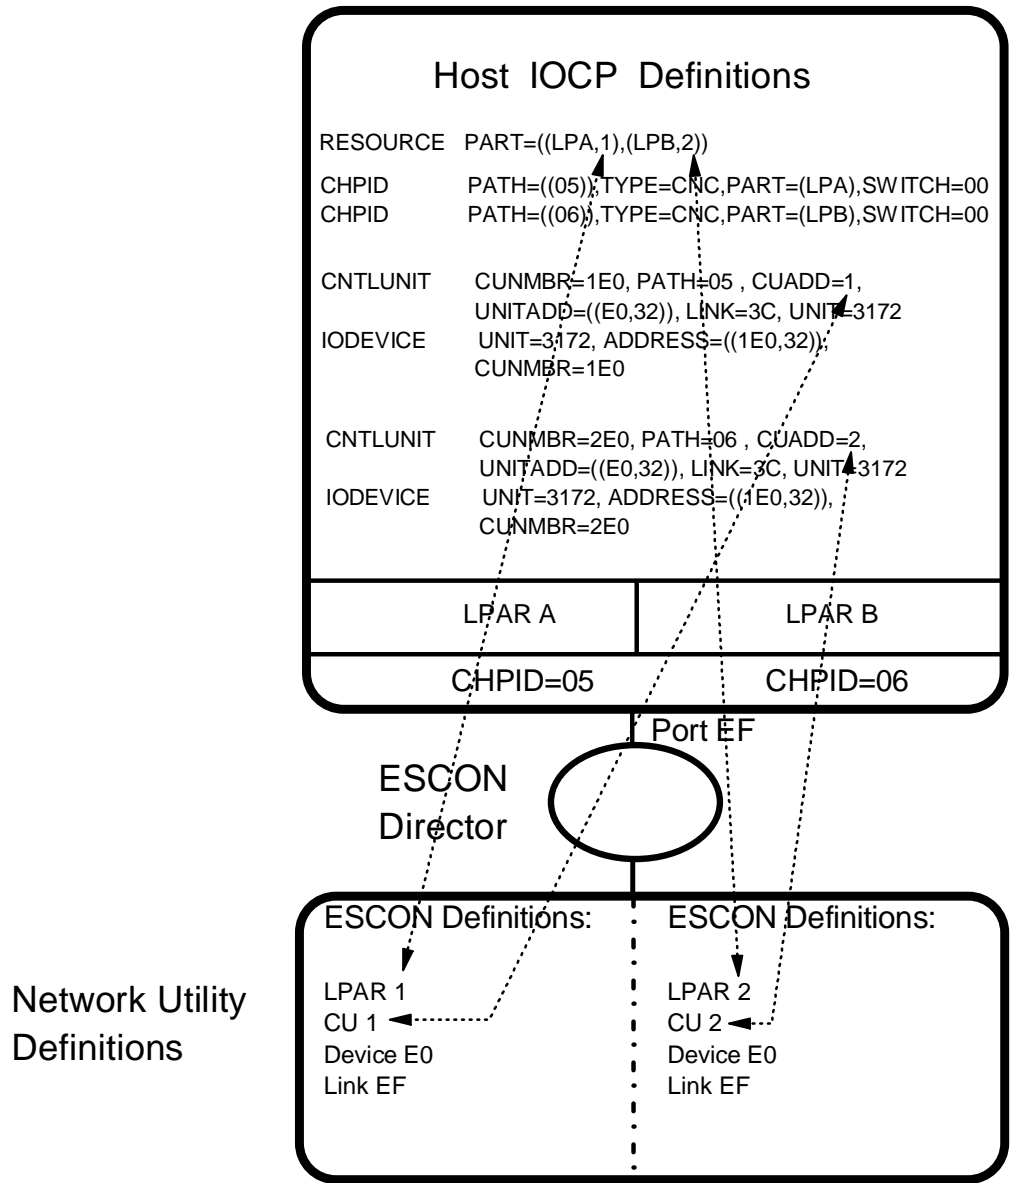 Host IOCP Definitions
RESOURCE PART=((LPA,1),(LPB,2))
CHPID PATH=((05)),TYPE=CNC,PART=(LPA),SWITCH=00
CHPID PATH=((06)),TYPE=CNC,PART=(LPB),SWITCH=00
CNTLUNIT CUNMBR=1E0, PATH=05 , CUADD=1,
UNITADD=((E0,32)), LINK=3C, UNIT=3172
IODEVICE UNIT=3172, ADDRESS=((1E0,32)),
CUNMBR=1E0
CNTLUNIT CUNMBR=2E0, PATH=06 , CUADD=2,
UNITADD=((E0,32)), LINK=3C, UNIT=3172
IODEVICE UNIT=3172, ADDRESS=((1E0,32)),
CUNMBR=2E0
LPAR A LPAR B
CHPID=05 CHPID=06
Port EF
ESCON
Director
ESCON Definitions:
LPAR 1
CU 1
Device E0
Link EF
ESCON Definitions:
LPAR 2
CU 2
Device E0
Link EF
Network Utility
Definitions